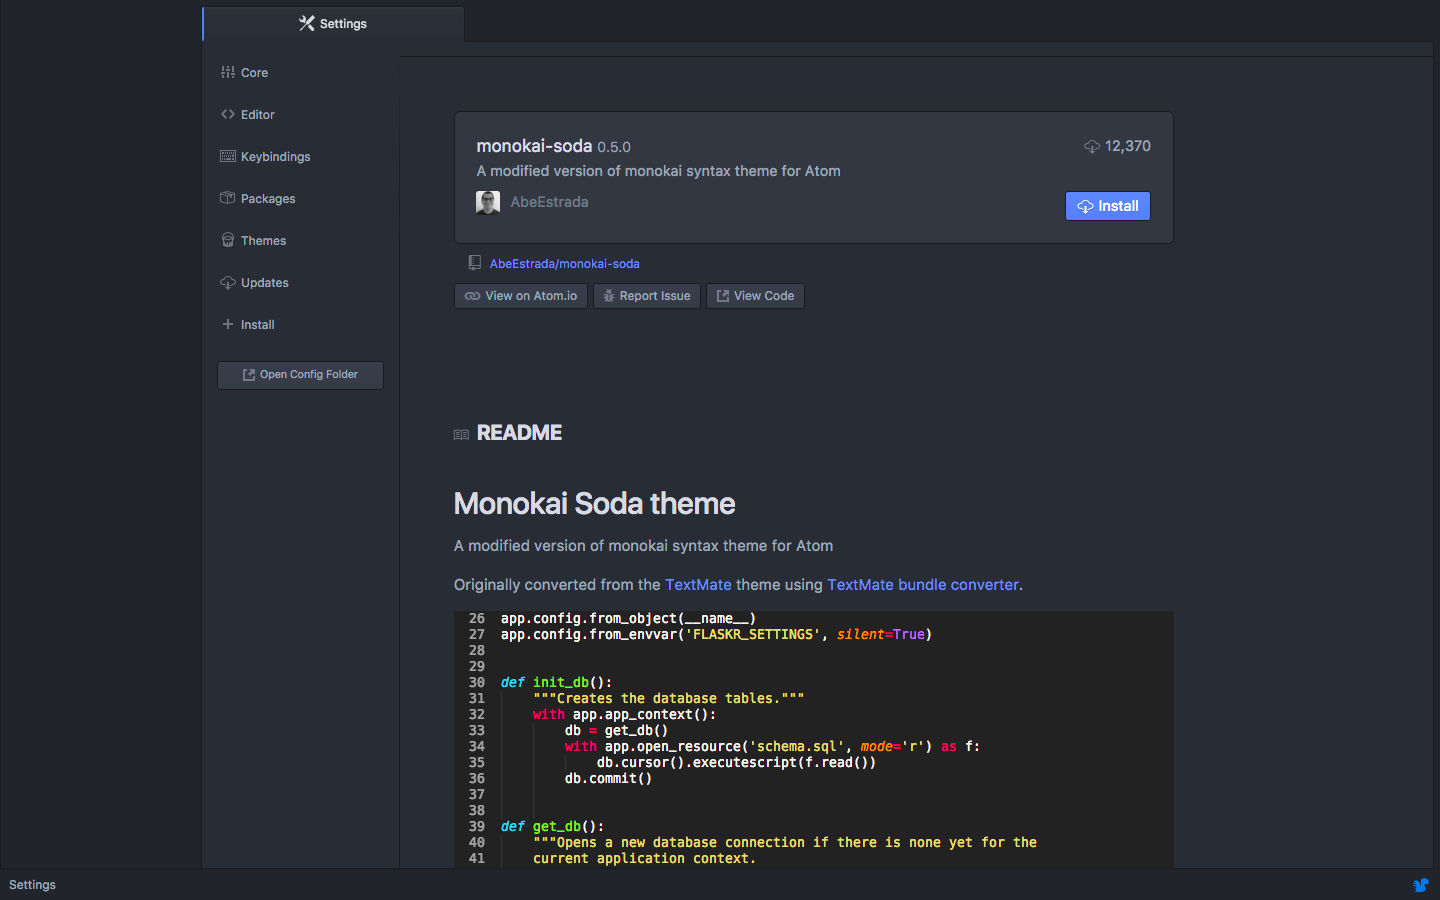 Settings
Core
Editor
Keybindings
Packages
Themes
Updates
Install
Open Config Folder
monokai-soda 0.5.0
12,370
A modified version of monokai syntax theme for Atom
AbeEstrada
Install
AbeEstrada/monokai-soda
View on Atom.io
Report Issue
View Code
README
Monokai Soda theme
A modified version of monokai syntax theme for Atom
Originally converted from the TextMate theme using TextMate bundle converter.
26 app.config.from_object(__name__)
27 app.config.from_envvar('FLASKR_SETTINGS', silent=True)
28
29
30 def init_db():
31     """Creates the database tables."""
32     with app.app_context():
33         db = get_db()
34         with app.open_resource('schema.sql', mode='r') as f:
35             db.cursor().executescript(f.read())
36         db.commit()
37
38
39 def get_db():
40     """Opens a new database connection if there is none yet for the
41     current application context.
Settings